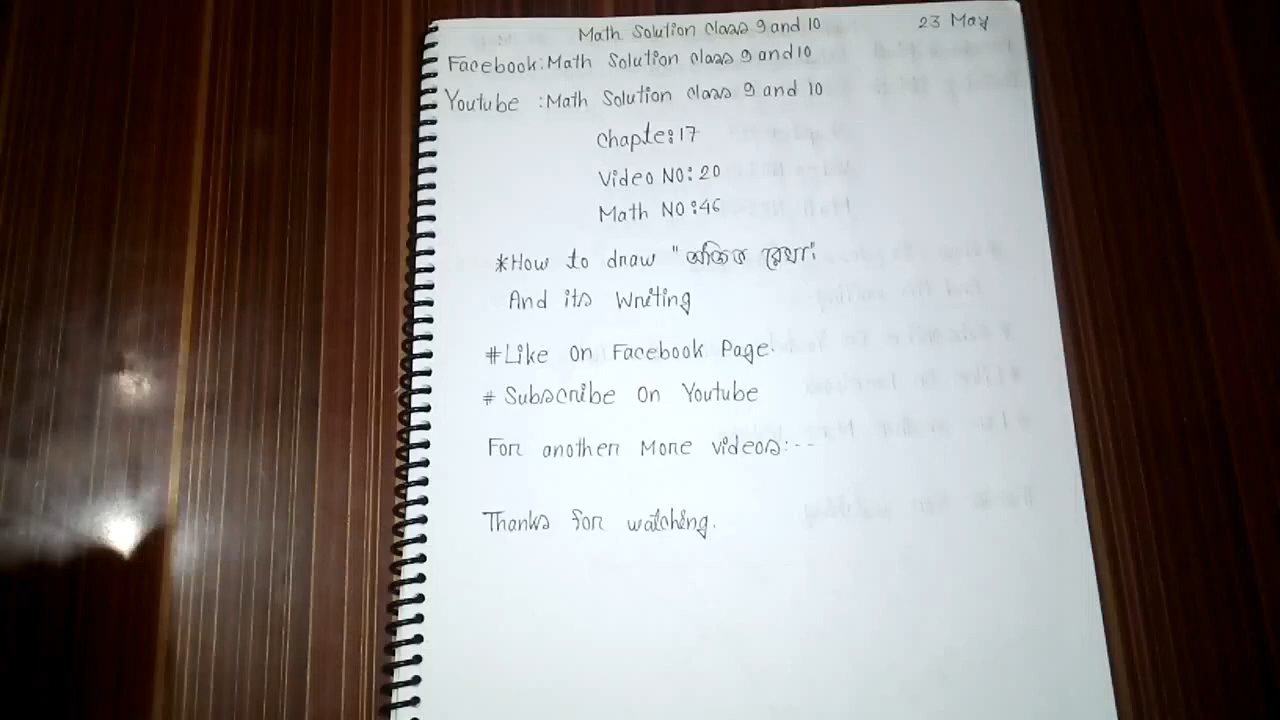 Math Solution class 9 and 10 23 May
Facebook:Math Solution class 9 and 10
Youtube :Math Solution class 9 and 10
Chapte:17
Video NO:20
Math NO:46
*How to draw "অজিব রেখা"
And its Writing
#Like On Facebook Page.
# Subscribe On Youtube
For another More videos:--
Thanks for watching.